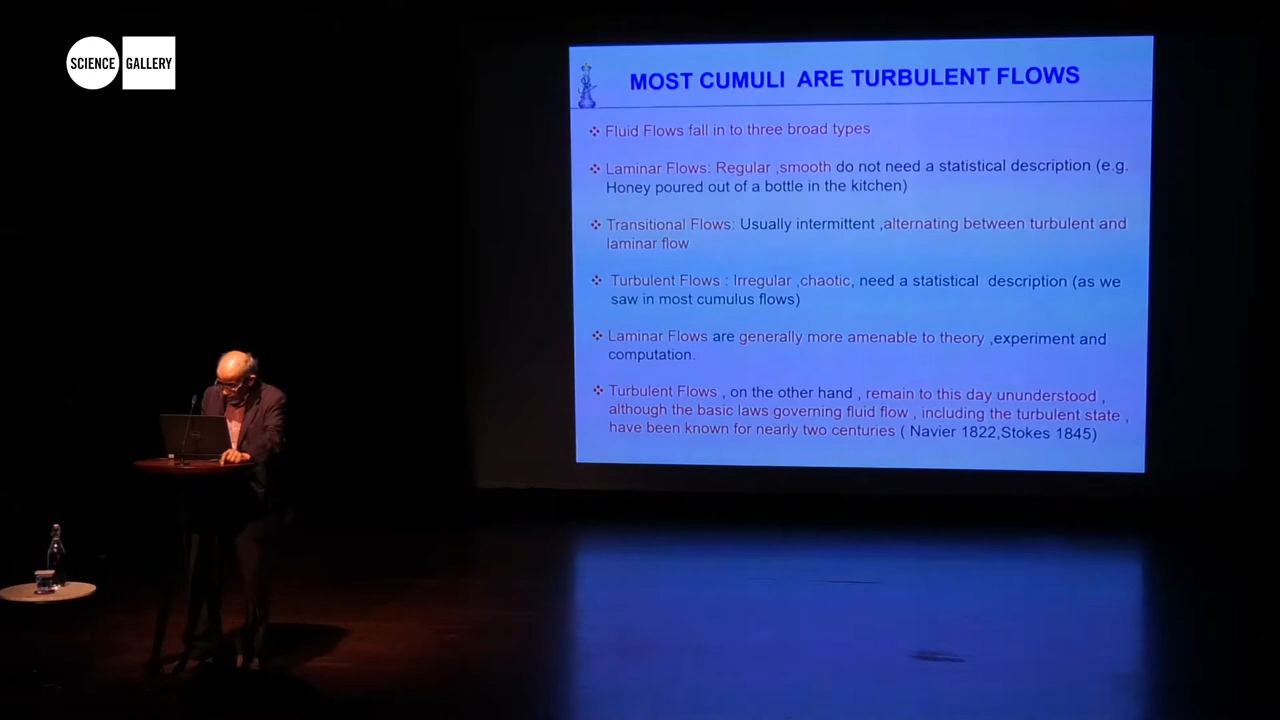 SCIENCE GALLERY
MOST CUMULI ARE TURBULENT FLOWS
❖ Fluid Flows fall in to three broad types
❖ Laminar Flows: Regular ,smooth do not need a statistical description (e.g.
Honey poured out of a bottle in the kitchen)
❖ Transitional Flows: Usually intermittent ,alternating between turbulent and
laminar flow
❖ Turbulent Flows : Irregular ,chaotic, need a statistical description (as we
saw in most cumulus flows)
❖ Laminar Flows are generally more amenable to theory ,experiment and
computation.
❖ Turbulent Flows , on the other hand , remain to this day ununderstood ,
although the basic laws governing fluid flow , including the turbulent state ,
have been known for nearly two centuries ( Navier 1822,Stokes 1845)